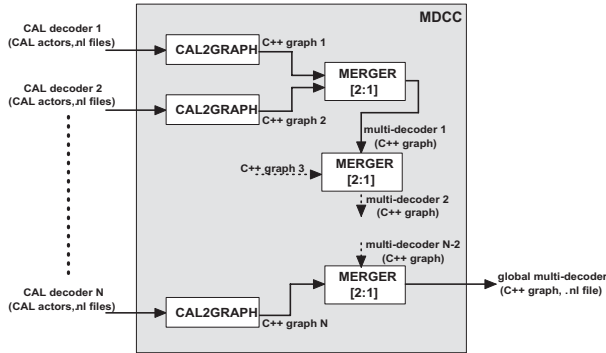 MDCC
CAL decoder 1
(CAL actors,.nl files)
CAL2GRAPH
C++ graph 1
MERGER
[2:1]
CAL decoder 2
(CAL actors,.nl files)
CAL2GRAPH
C++ graph 2
multi-decoder 1
(C++ graph)
C++ graph 3
MERGER
[2:1]
multi-decoder 2
(C++ graph)
multi-decoder N-2
(C++ graph)
MERGER
[2:1]
global multi-decoder
(C++ graph, .nl file)
CAL decoder N
(CAL actors,.nl files)
CAL2GRAPH
C++ graph N